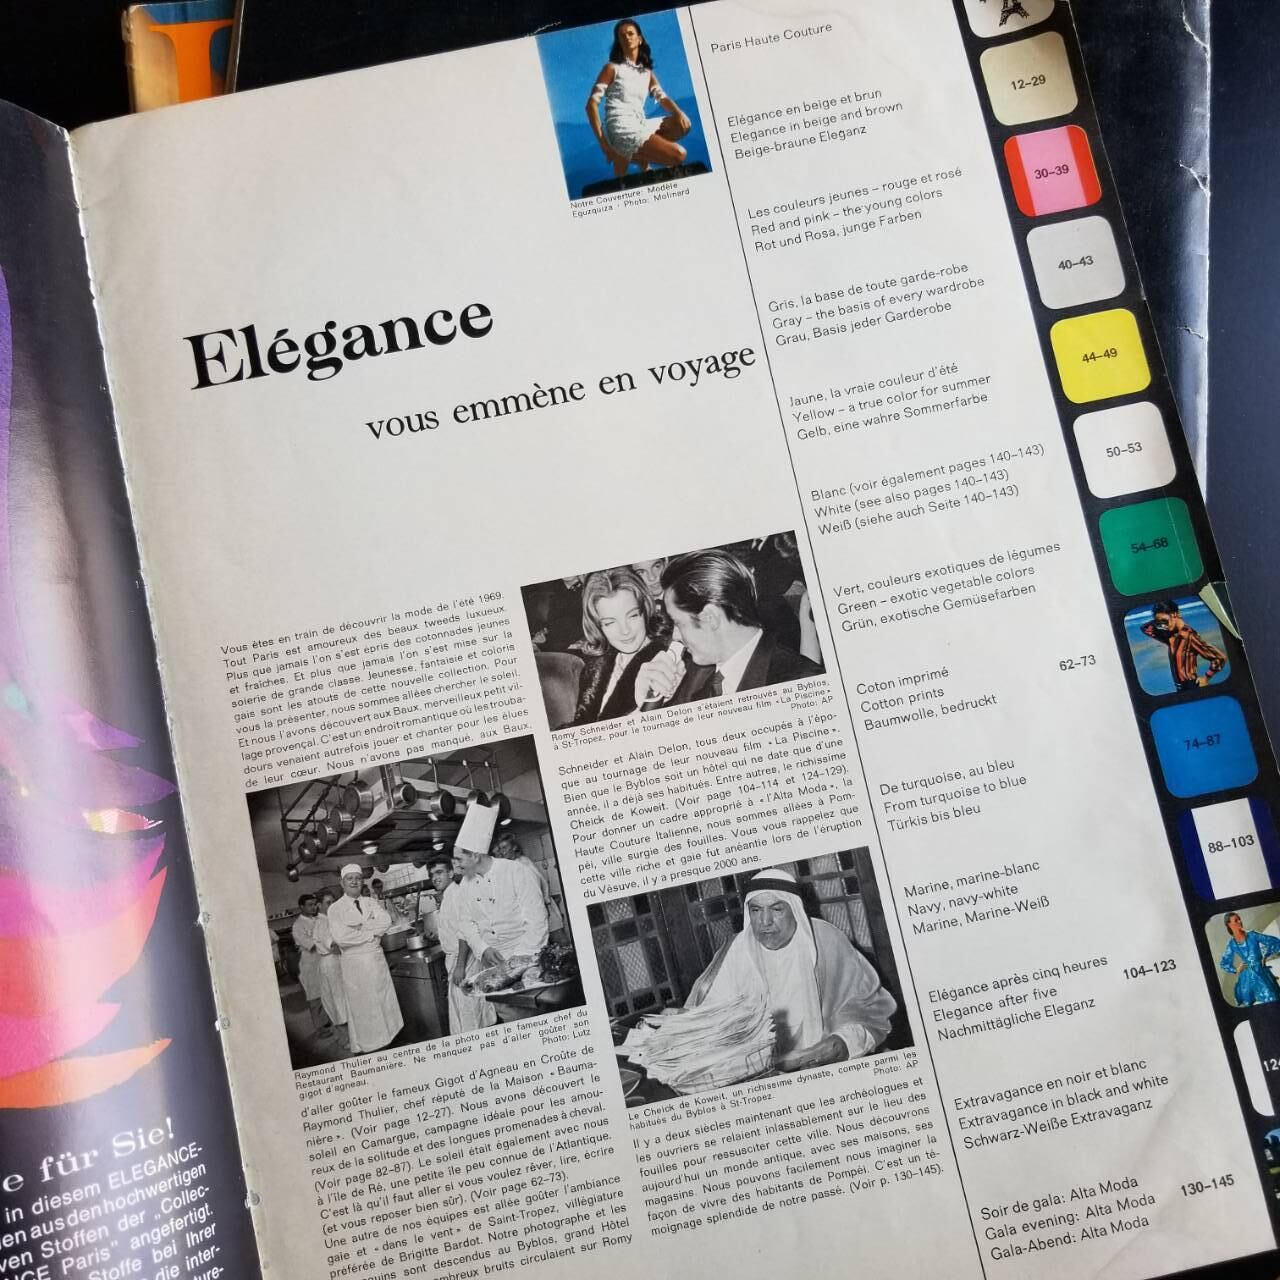 Notre Couverture: Modèle
Eguzquiza · Photo: Molinard
Elégance
vous emmène en voyage
Vous êtes en train de découvrir la mode de l'été 1969.
Tout Paris est amoureux des beaux tweeds luxueux.
Plus que jamais l'on s'est épris des cotonnades jeunes
et fraîches. Et plus que jamais l'on s'est mise sur la
soierie de grande classe. Jeunesse, fantaisie et coloris
gais sont les atouts de cette nouvelle collection. Pour
vous la présenter, nous sommes allées chercher le soleil.
Et nous l'avons découvert aux Baux, merveilleux petit vil-
lage provençal. C'est un endroit romantique où les trouba-
dours venaient autrefois jouer et chanter pour les élues
de leur cœur. Nous n'avons pas manqué, aux Baux,
Raymond Thulier au centre de la photo est le fameux chef du
Restaurant Baumanière. Ne manquez pas d'aller goûter son
gigot d'agneau.
Photo: Lutz
d'aller goûter le fameux Gigot d'Agneau en Croûte de
Raymond Thulier, chef réputé de la Maison «Bauma-
nière». (Voir page 12–27). Nous avons découvert le
soleil en Camargue, campagne idéale pour les amou-
reux de la solitude et des longues promenades à cheval.
(Voir page 82–87). Le soleil était également avec nous
à l'île de Ré, une petite île peu connue de l'Atlantique.
C'est là qu'il faut aller si vous voulez rêver, lire, écrire
(et vous reposer bien sûr). (Voir page 62–73).
Une autre de nos équipes est allée goûter l'ambiance
gaie et «dans le vent» de Saint-Tropez, villégiature
préférée de Brigitte Bardot. Notre photographe et les
quins sont descendus au Byblos, grand Hôtel
mbreux bruits circulaient sur Romy
Romy Schneider et Alain Delon s'étaient retrouvés au Byblos,
à St-Tropez, pour le tournage de leur nouveau film «La Piscine».
Photo: AP
Schneider et Alain Delon, tous deux occupés à l'épo-
que au tournage de leur nouveau film «La Piscine».
Bien que le Byblos soit un hôtel qui ne date que d'une
année, il a déjà ses habitués. Entre autres, le richissime
Cheick de Koweit. (Voir page 104–114 et 124–129).
Pour donner un cadre approprié à «l'Alta Moda», la
Haute Couture Italienne, nous sommes allées à Pom-
péi, ville surgie des fouilles. Vous vous rappelez que
cette ville riche et gaie fut anéantie lors de l'éruption
du Vésuve, il y a presque 2000 ans.
Le Cheick de Koweit, un richissime dynaste, compte parmi les
habitués du Byblos à St-Tropez.
Photo: AP
Il y a deux siècles maintenant que les archéologues et
les ouvriers se relaient inlassablement sur le lieu des
fouilles pour ressusciter cette ville. Nous découvrons
aujourd'hui un monde antique, avec ses maisons, ses
magasins. Nous pouvons facilement nous imaginer la
façon de vivre des habitants de Pompéi. C'est un té-
moignage splendide de notre passé. (Voir p. 130–145).
Paris Haute Couture
Elégance en beige et brun
Elegance in beige and brown
Beige-braune Eleganz
12–29
Les couleurs jeunes – rouge et rosé
Red and pink – the young colors
Rot und Rosa, junge Farben
30–39
Gris, la base de toute garde-robe
Gray – the basis of every wardrobe
Grau, Basis jeder Garderobe
40–43
Jaune, la vraie couleur d'été
Yellow – a true color for summer
Gelb, eine wahre Sommerfarbe
44–49
Blanc (voir également pages 140–143)
White (see also pages 140–143)
Weiß (siehe auch Seite 140–143)
50–53
Vert, couleurs exotiques de légumes
Green – exotic vegetable colors
Grün, exotische Gemüsefarben
54–68
Coton imprimé
Cotton prints
Baumwolle, bedruckt
62–73
De turquoise, au bleu
From turquoise to blue
Türkis bis bleu
74–87
Marine, marine-blanc
Navy, navy-white
Marine, Marine-Weiß
88–103
Elégance après cinq heures
Elegance after five
Nachmittägliche Eleganz
104–123
Extravagance en noir et blanc
Extravagance in black and white
Schwarz-Weiße Extravaganz
Soir de gala: Alta Moda
Gala evening: Alta Moda
Gala-Abend: Alta Moda
130–145
e für Sie!
in diesem ELEGANCE-
en aus den hochwertigen
ven Stoffen der „Collec-
CE Paris" angefertigt.
Stoffe bei Ihrer
die inter-